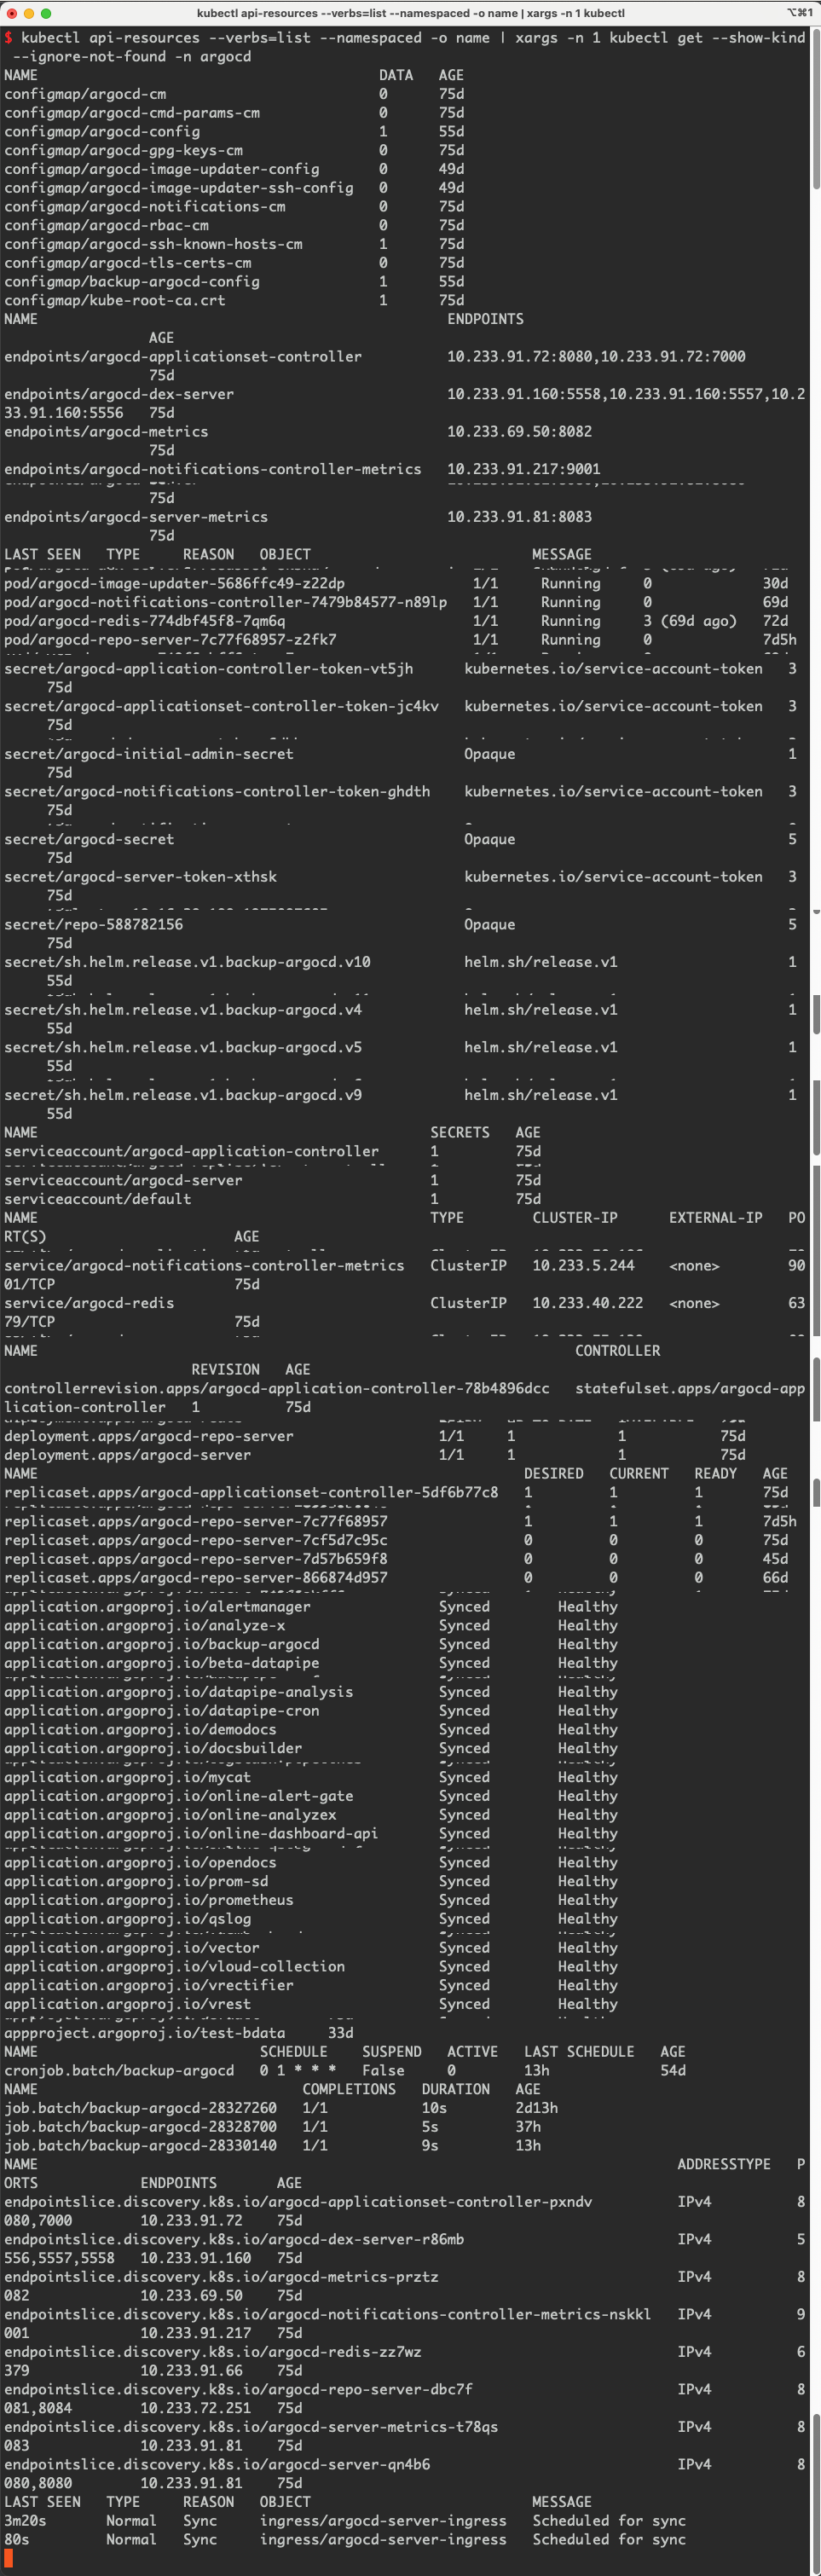 kubectl api-resources --verbs=list --namespaced -o name | xargs -n 1 kubectl
⌥⌘1
$ kubectl api-resources --verbs=list --namespaced -o name | xargs -n 1 kubectl get --show-kind
--ignore-not-found -n argocd
NAME DATA AGE
configmap/argocd-cm 0 75d
configmap/argocd-cmd-params-cm 0 75d
configmap/argocd-config 1 55d
configmap/argocd-gpg-keys-cm 0 75d
configmap/argocd-image-updater-config 0 49d
configmap/argocd-image-updater-ssh-config 0 49d
configmap/argocd-notifications-cm 0 75d
configmap/argocd-rbac-cm 0 75d
configmap/argocd-ssh-known-hosts-cm 1 75d
configmap/argocd-tls-certs-cm 0 75d
configmap/backup-argocd-config 1 55d
configmap/kube-root-ca.crt 1 75d
NAME ENDPOINTS
AGE
endpoints/argocd-applicationset-controller 10.233.91.72:8080,10.233.91.72:7000
75d
endpoints/argocd-dex-server 10.233.91.160:5558,10.233.91.160:5557,10.2
33.91.160:5556 75d
endpoints/argocd-metrics 10.233.69.50:8082
75d
endpoints/argocd-notifications-controller-metrics 10.233.91.217:9001
75d
endpoints/argocd-server-metrics 10.233.91.81:8083
75d
LAST SEEN TYPE REASON OBJECT MESSAGE
pod/argocd-image-updater-5686ffc49-z22dp 1/1 Running 0 30d
pod/argocd-notifications-controller-7479b84577-n89lp 1/1 Running 0 69d
pod/argocd-redis-774dbf45f8-7qm6q 1/1 Running 3 (69d ago) 72d
pod/argocd-repo-server-7c77f68957-z2fk7 1/1 Running 0 7d5h
secret/argocd-application-controller-token-vt5jh kubernetes.io/service-account-token 3
75d
secret/argocd-applicationset-controller-token-jc4kv kubernetes.io/service-account-token 3
75d
secret/argocd-initial-admin-secret Opaque 1
75d
secret/argocd-notifications-controller-token-ghdth kubernetes.io/service-account-token 3
75d
secret/argocd-secret Opaque 5
75d
secret/argocd-server-token-xthsk kubernetes.io/service-account-token 3
75d
secret/repo-588782156 Opaque 5
75d
secret/sh.helm.release.v1.backup-argocd.v10 helm.sh/release.v1 1
55d
secret/sh.helm.release.v1.backup-argocd.v4 helm.sh/release.v1 1
55d
secret/sh.helm.release.v1.backup-argocd.v5 helm.sh/release.v1 1
55d
secret/sh.helm.release.v1.backup-argocd.v9 helm.sh/release.v1 1
55d
NAME SECRETS AGE
serviceaccount/argocd-application-controller 1 75d
serviceaccount/argocd-server 1 75d
serviceaccount/default 1 75d
NAME TYPE CLUSTER-IP EXTERNAL-IP PO
RT(S) AGE
service/argocd-notifications-controller-metrics ClusterIP 10.233.5.244 <none> 90
01/TCP 75d
service/argocd-redis ClusterIP 10.233.40.222 <none> 63
79/TCP 75d
NAME CONTROLLER
REVISION AGE
controllerrevision.apps/argocd-application-controller-78b4896dcc statefulset.apps/argocd-app
lication-controller 1 75d
deployment.apps/argocd-repo-server 1/1 1 1 75d
deployment.apps/argocd-server 1/1 1 1 75d
NAME DESIRED CURRENT READY AGE
replicaset.apps/argocd-applicationset-controller-5df6b77c8 1 1 1 75d
replicaset.apps/argocd-repo-server-7c77f68957 1 1 1 7d5h
replicaset.apps/argocd-repo-server-7cf5d7c95c 0 0 0 75d
replicaset.apps/argocd-repo-server-7d57b659f8 0 0 0 45d
replicaset.apps/argocd-repo-server-866874d957 0 0 0 66d
application.argoproj.io/alertmanager Synced Healthy
application.argoproj.io/analyze-x Synced Healthy
application.argoproj.io/backup-argocd Synced Healthy
application.argoproj.io/beta-datapipe Synced Healthy
application.argoproj.io/datapipe-analysis Synced Healthy
application.argoproj.io/datapipe-cron Synced Healthy
application.argoproj.io/demodocs Synced Healthy
application.argoproj.io/docsbuilder Synced Healthy
application.argoproj.io/mycat Synced Healthy
application.argoproj.io/online-alert-gate Synced Healthy
application.argoproj.io/online-analyzex Synced Healthy
application.argoproj.io/online-dashboard-api Synced Healthy
application.argoproj.io/opendocs Synced Healthy
application.argoproj.io/prom-sd Synced Healthy
application.argoproj.io/prometheus Synced Healthy
application.argoproj.io/qslog Synced Healthy
application.argoproj.io/vector Synced Healthy
application.argoproj.io/vloud-collection Synced Healthy
application.argoproj.io/vrectifier Synced Healthy
application.argoproj.io/vrest Synced Healthy
appproject.argoproj.io/test-bdata 33d
NAME SCHEDULE SUSPEND ACTIVE LAST SCHEDULE AGE
cronjob.batch/backup-argocd 0 1 * * * False 0 13h 54d
NAME COMPLETIONS DURATION AGE
job.batch/backup-argocd-28327260 1/1 10s 2d13h
job.batch/backup-argocd-28328700 1/1 5s 37h
job.batch/backup-argocd-28330140 1/1 9s 13h
NAME ADDRESSTYPE P
ORTS ENDPOINTS AGE
endpointslice.discovery.k8s.io/argocd-applicationset-controller-pxndv IPv4 8
080,7000 10.233.91.72 75d
endpointslice.discovery.k8s.io/argocd-dex-server-r86mb IPv4 5
556,5557,5558 10.233.91.160 75d
endpointslice.discovery.k8s.io/argocd-metrics-prztz IPv4 8
082 10.233.69.50 75d
endpointslice.discovery.k8s.io/argocd-notifications-controller-metrics-nskkl IPv4 9
001 10.233.91.217 75d
endpointslice.discovery.k8s.io/argocd-redis-zz7wz IPv4 6
379 10.233.91.66 75d
endpointslice.discovery.k8s.io/argocd-repo-server-dbc7f IPv4 8
081,8084 10.233.72.251 75d
endpointslice.discovery.k8s.io/argocd-server-metrics-t78qs IPv4 8
083 10.233.91.81 75d
endpointslice.discovery.k8s.io/argocd-server-qn4b6 IPv4 8
080,8080 10.233.91.81 75d
LAST SEEN TYPE REASON OBJECT MESSAGE
3m20s Normal Sync ingress/argocd-server-ingress Scheduled for sync
80s Normal Sync ingress/argocd-server-ingress Scheduled for sync